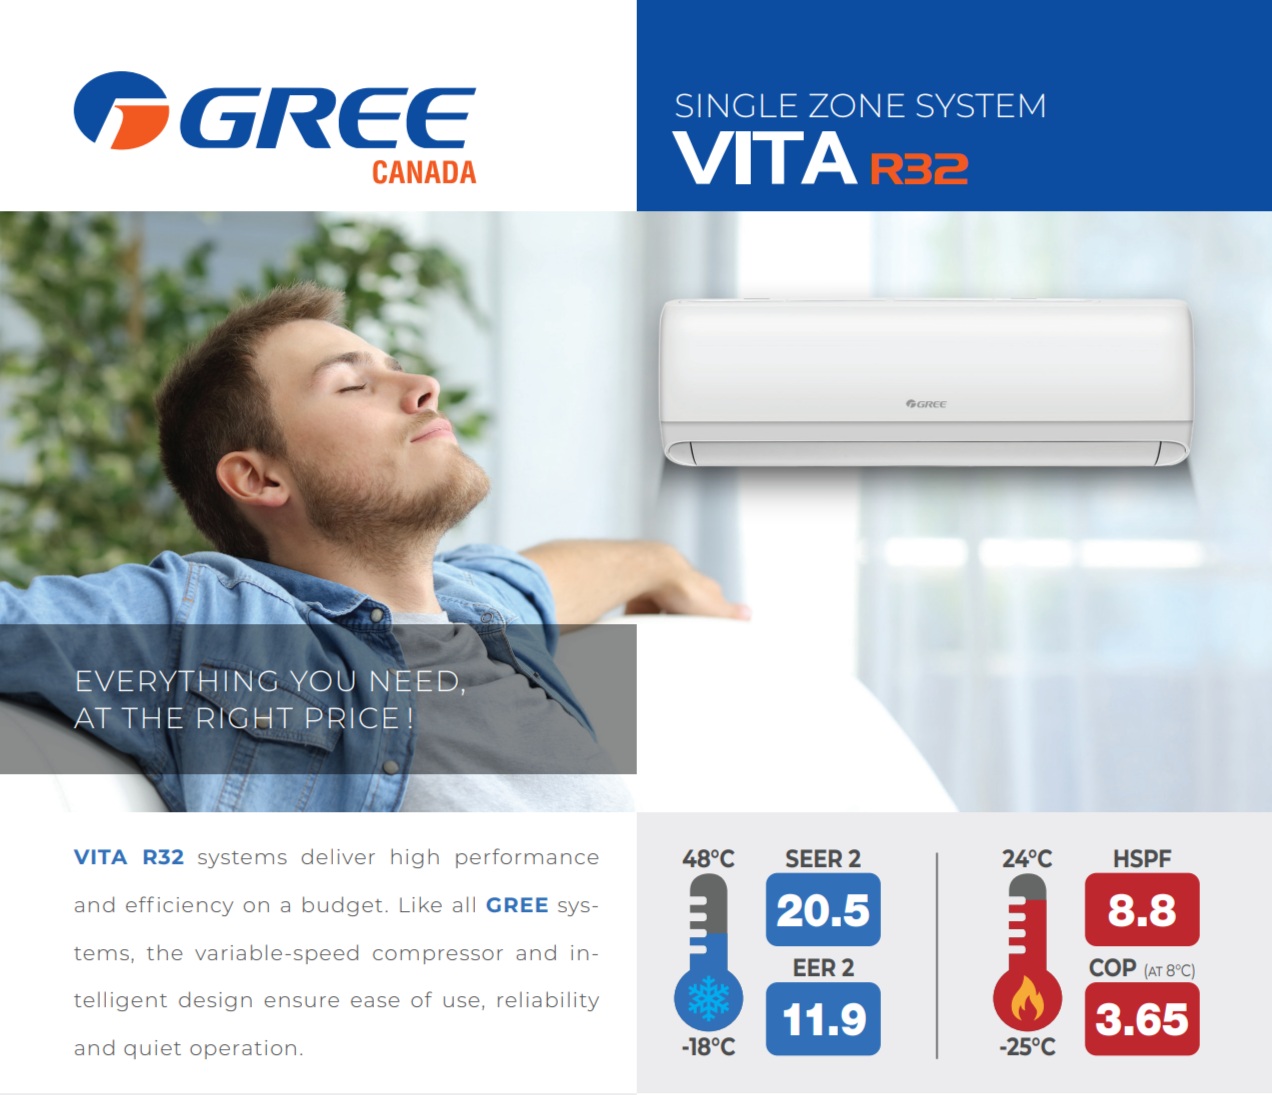 GREE
CANADA
SINGLE ZONE SYSTEM
VITA R32
GREE
EVERYTHING YOU NEED,
AT THE RIGHT PRICE !
VITA R32 systems deliver high performance
and efficiency on a budget. Like all GREE sys-
tems, the variable-speed compressor and in-
telligent design ensure ease of use, reliability
and quiet operation.
48°C
SEER 2
20.5
EER 2
11.9
-18°C
24°C
HSPF
8.8
COP (AT 8°C)
3.65
-25°C